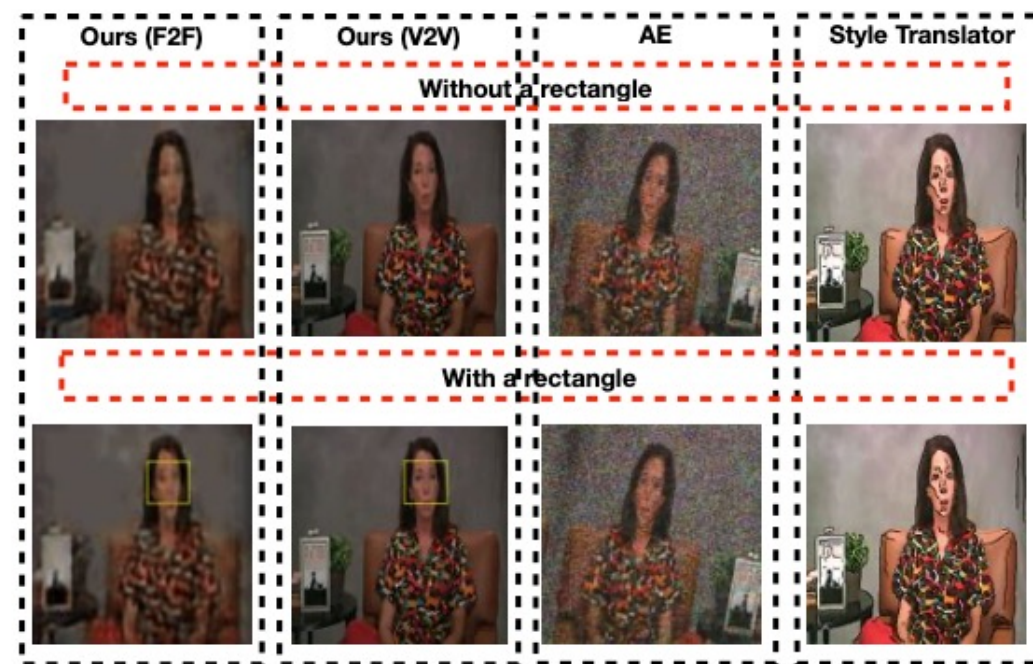 Ours (F2F)
Ours (V2V)
AE
Style Translator
Without a rectangle
With a rectangle